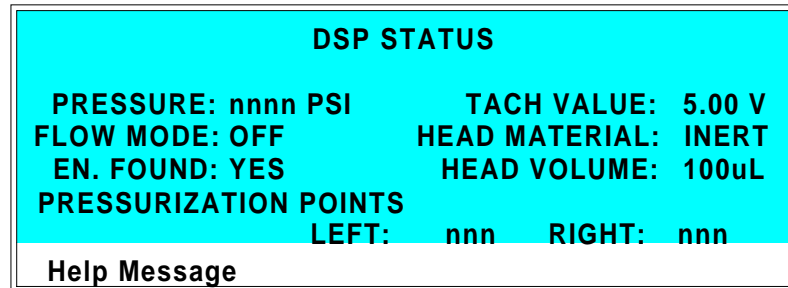 DSP STATUS
PRESSURE: nnnn PSI TACH VALUE: 5.00 V
FLOW MODE: OFF HEAD MATERIAL: INERT
EN. FOUND: YES HEAD VOLUME: 100uL
PRESSURIZATION POINTS
LEFT: nnn RIGHT: nnn
Help Message